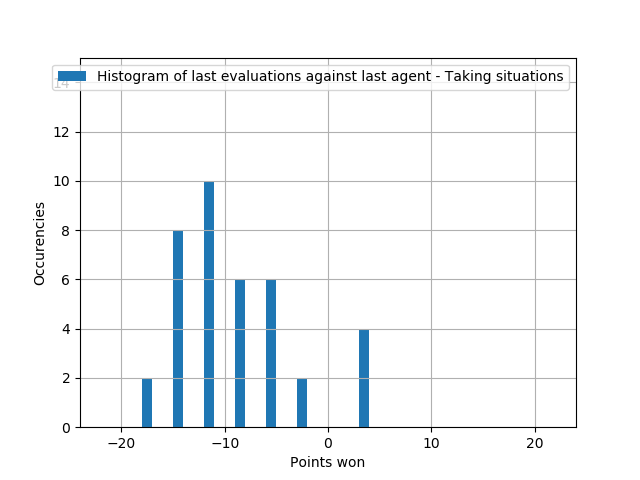 Histogram of last evaluations against last agent - Taking situations
14
12
10
8
6
4
2
0
Occurencies
−20 −10 0 10 20
Points won